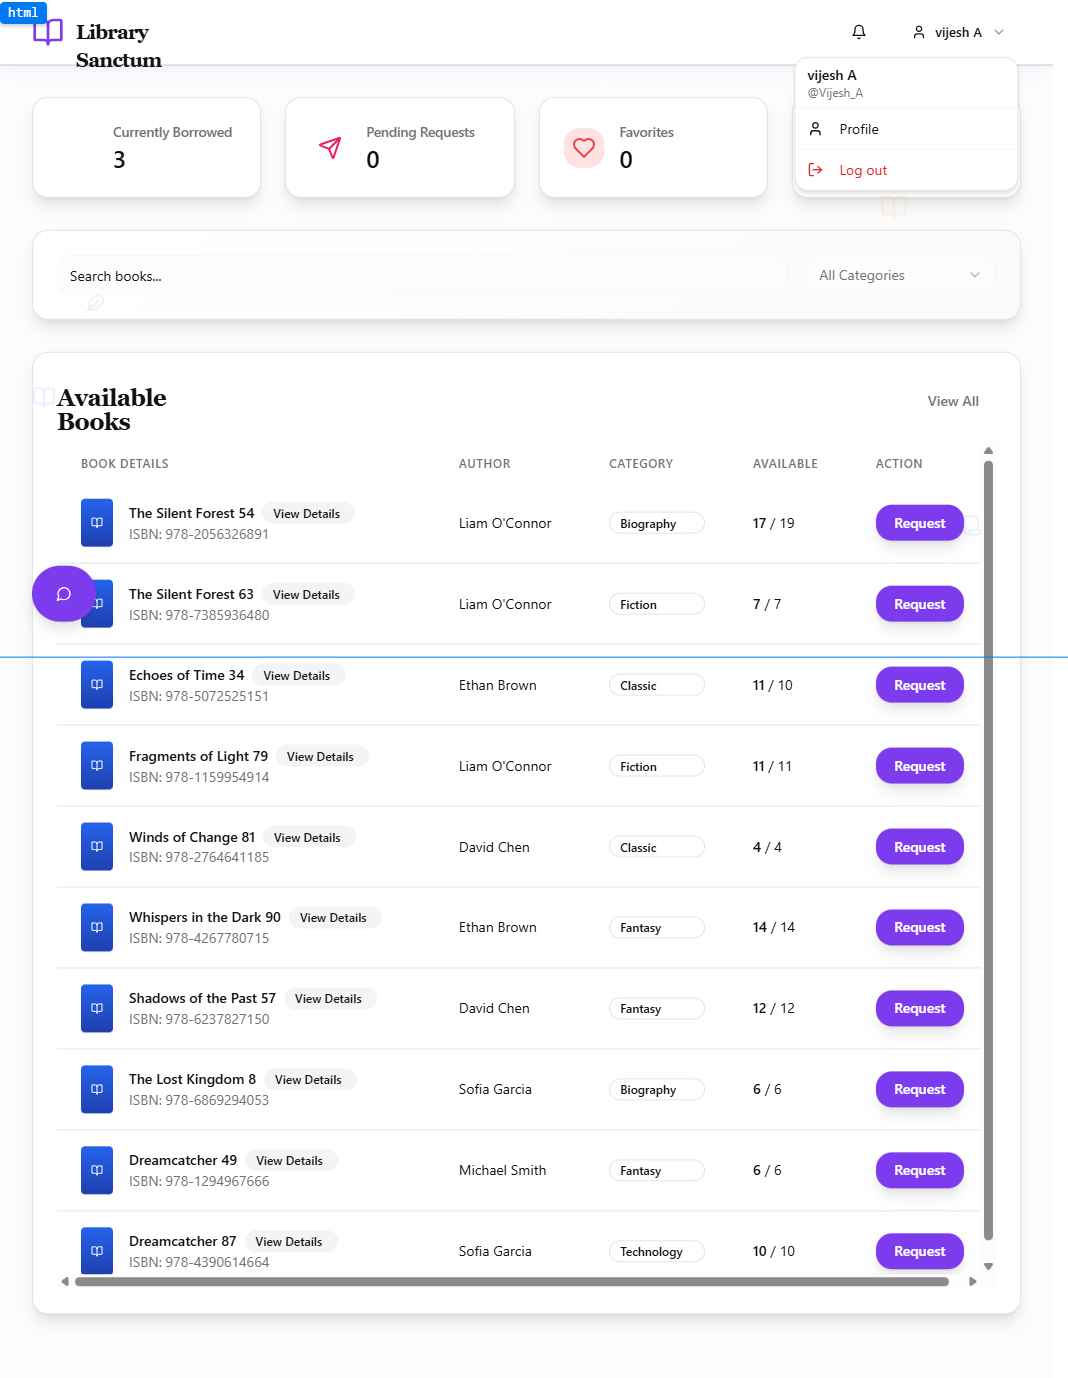 html
Library
Sanctum
vijesh A
vijesh A
@Vijesh_A
Profile
Log out
Currently Borrowed
3
Pending Requests
0
Favorites
0
Search books...
All Categories
Available
Books
View All
BOOK DETAILS AUTHOR CATEGORY AVAILABLE ACTION
The Silent Forest 54 View Details
ISBN: 978-2056326891
Liam O'Connor Biography 17 / 19 Request
The Silent Forest 63 View Details
ISBN: 978-7385936480
Liam O'Connor Fiction 7 / 7 Request
Echoes of Time 34 View Details
ISBN: 978-5072525151
Ethan Brown Classic 11 / 10 Request
Fragments of Light 79 View Details
ISBN: 978-1159954914
Liam O'Connor Fiction 11 / 11 Request
Winds of Change 81 View Details
ISBN: 978-2764641185
David Chen Classic 4 / 4 Request
Whispers in the Dark 90 View Details
ISBN: 978-4267780715
Ethan Brown Fantasy 14 / 14 Request
Shadows of the Past 57 View Details
ISBN: 978-6237827150
David Chen Fantasy 12 / 12 Request
The Lost Kingdom 8 View Details
ISBN: 978-6869294053
Sofia Garcia Biography 6 / 6 Request
Dreamcatcher 49 View Details
ISBN: 978-1294967666
Michael Smith Fantasy 6 / 6 Request
Dreamcatcher 87 View Details
ISBN: 978-4390614664
Sofia Garcia Technology 10 / 10 Request